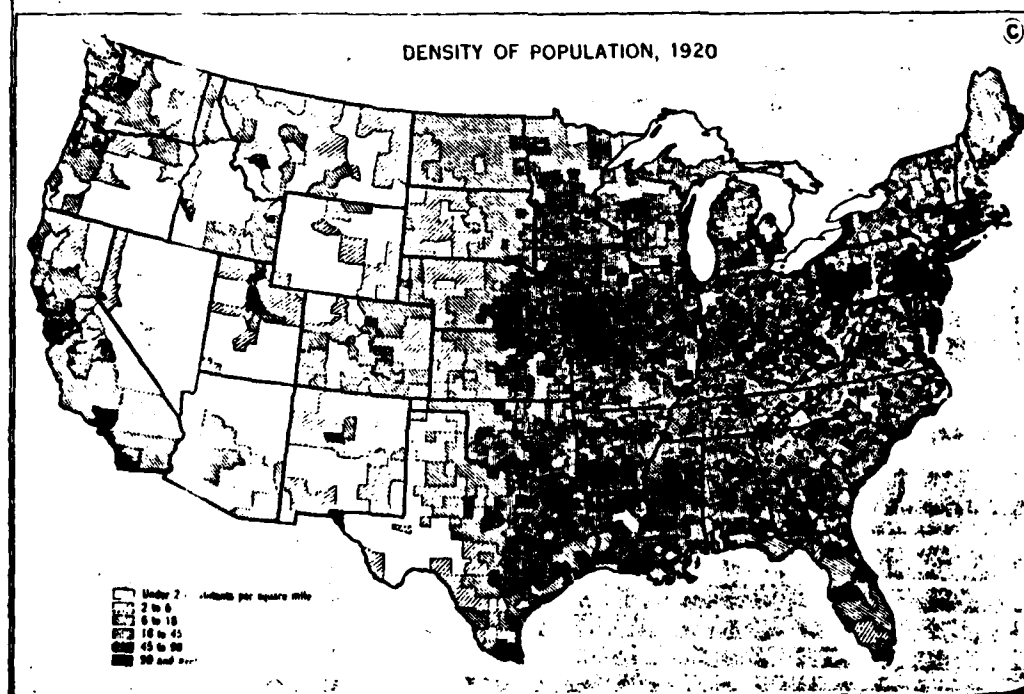 C
DENSITY OF POPULATION, 1920
Under 2 per square mile
2 to 6
6 to 18
18 to 45
45 to 90
90 and over